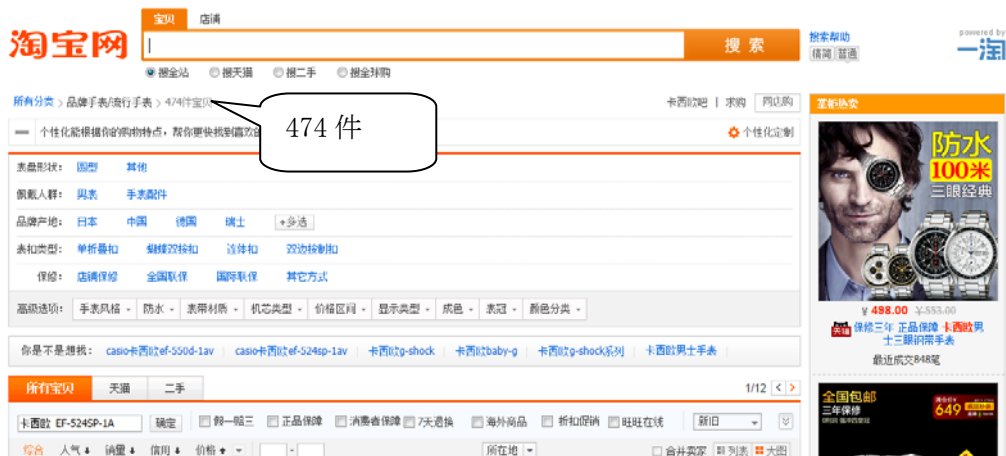 宝贝 店铺
淘宝网
搜 索
搜索帮助
精简 普通
powered by
一淘
搜全站 搜天猫 搜二手 搜全球购
所有分类 > 品牌手表/流行手表 > 474件宝贝
卡西欧吧 | 求购 网店购
474 件
个性化能根据你的购物特点，帮你更快找到喜欢的
个性化定制
表盘形状： 圆型 其他
佩戴人群： 男表 手表配件
品牌产地： 日本 中国 德国 瑞士 +多选
表扣类型： 单折叠扣 蝴蝶双按扣 连体扣 双边按制扣
保修： 店铺保修 全国联保 国际联保 其它方式
高级选项： 手表风格 防水 表带材质 机芯类型 价格区间 显示类型 成色 表冠 颜色分类
你是不是想找： casio卡西欧ef-550d-1av casio卡西欧ef-524sp-1av 卡西欧g-shock 卡西欧baby-g 卡西欧g-shock系列 卡西欧男士手表
所有宝贝 天猫 二手
1/12 < >
卡西欧 EF-524SP-1A 确定 假一赔三 正品保障 消费者保障 7天退换 海外商品 折扣促销 旺旺在线 新旧
综合 人气 销量 信用 价格 - 所在地 合并卖家 列表 大图
掌柜热卖
防水
100米
三眼经典
¥ 498.00 ¥ 553.00
天猫 保修三年 正品保障 卡西欧男
士三眼钢带手表
最近成交848笔
全国包邮
三年保修
649